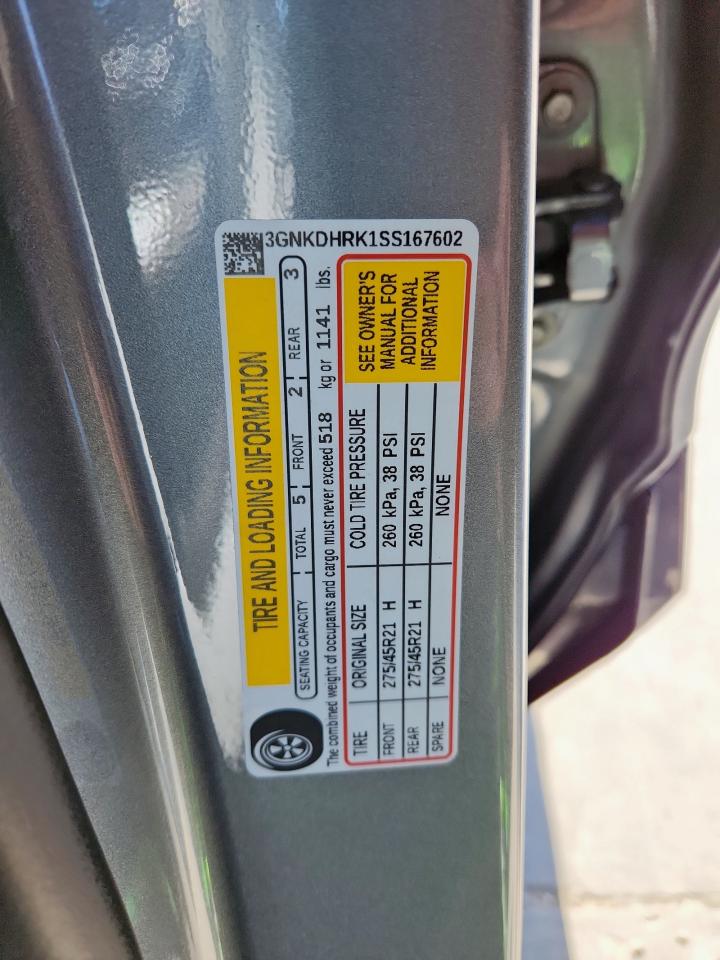 3GNKDHRK1SS167602
TIRE AND LOADING INFORMATION
SEATING CAPACITY TOTAL 5 FRONT 2 REAR 3
The combined weight of occupants and cargo must never exceed 518 kg or 1141 lbs.
TIRE ORIGINAL SIZE COLD TIRE PRESSURE
FRONT 275/45R21 H 260 kPa, 38 PSI
REAR 275/45R21 H 260 kPa, 38 PSI
SPARE NONE NONE
SEE OWNER'S
MANUAL FOR
ADDITIONAL
INFORMATION